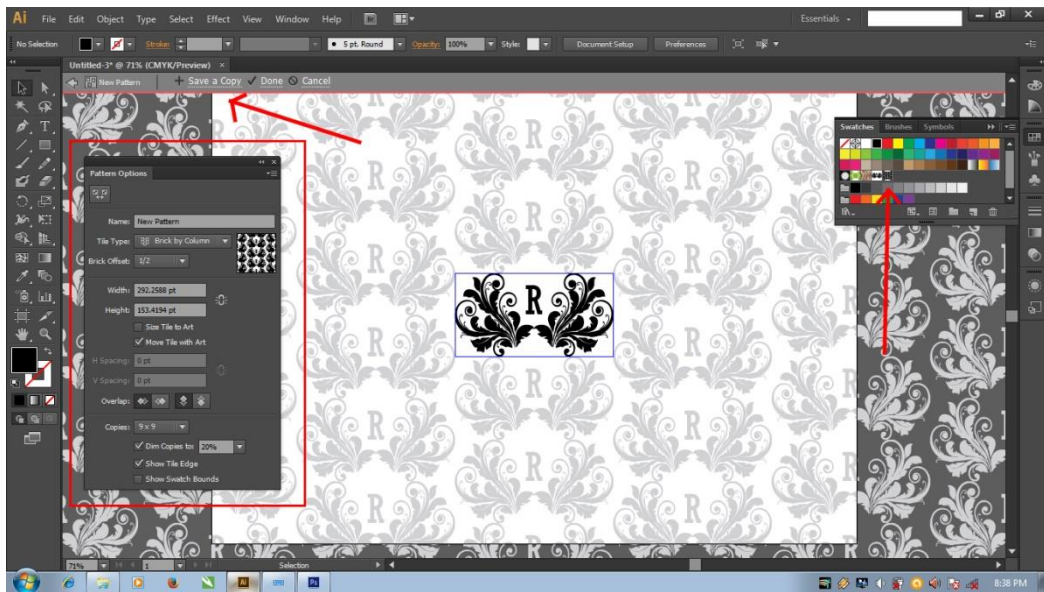 Ai File Edit Object Type Select Effect View Window Help Br Essentials
No Selection Stroke: 5 pt. Round Opacity: 100% Style: Document Setup Preferences
Untitled-3* @ 71% (CMYK/Preview) ×
New Pattern + Save a Copy ✓ Done Cancel
Swatches Brushes Symbols
Pattern Options
Name: New Pattern
Tile Type: Brick by Column
Brick Offset: 1/2
Width: 292.2588 pt
Height: 153.4194 pt
Size Tile to Art
Move Tile with Art
H Spacing: 0 pt
V Spacing: 0 pt
Overlap:
Copies: 9 x 9
Dim Copies to: 20%
Show Tile Edge
Show Swatch Bounds
R
71% 1 Selection
Ai Ps 8:38 PM